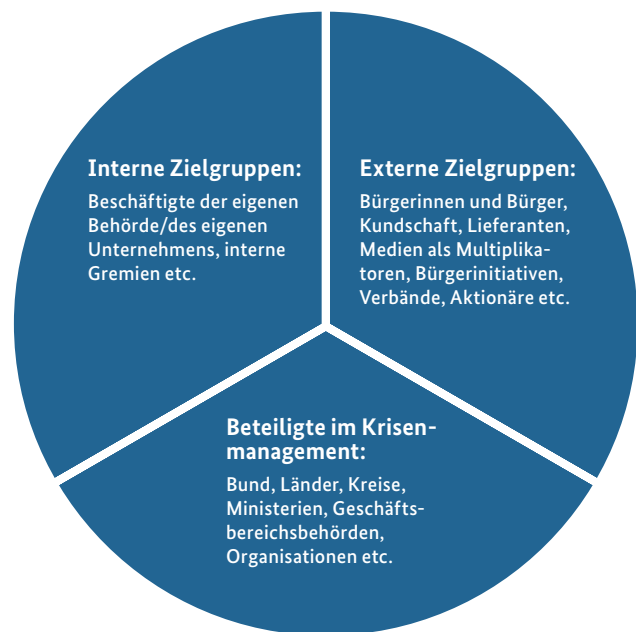 Interne Zielgruppen:
Beschäftigte der eigenen
Behörde/des eigenen
Unternehmens, interne
Gremien etc.
Externe Zielgruppen:
Bürgerinnen und Bürger,
Kundschaft, Lieferanten,
Medien als Multiplika-
toren, Bürgerinitiativen,
Verbände, Aktionäre etc.
Beteiligte im Krisen-
management:
Bund, Länder, Kreise,
Ministerien, Geschäfts-
bereichsbehörden,
Organisationen etc.